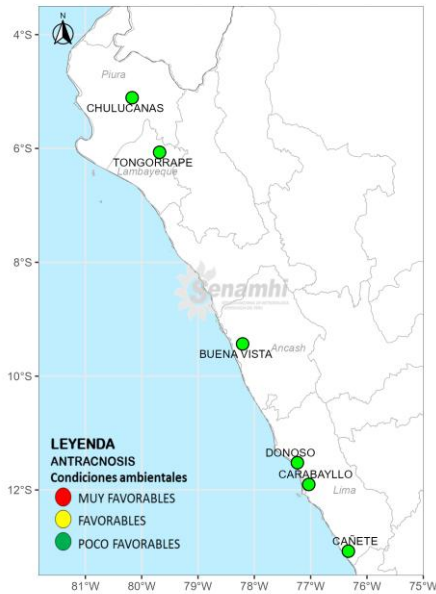 N
4°S
Piura
CHULUCANAS
6°S
TONGORRAPE
Lambayeque
8°S
Senamhi
BUENA VISTA
Ancash
10°S
LEYENDA
ANTRACNOSIS
Condiciones ambientales
MUY FAVORABLES
FAVORABLES
POCO FAVORABLES
DONOSO
CARABAYLLO
Lima
12°S
CAÑETE
81°W
80°W
79°W
78°W
77°W
76°W
75°W